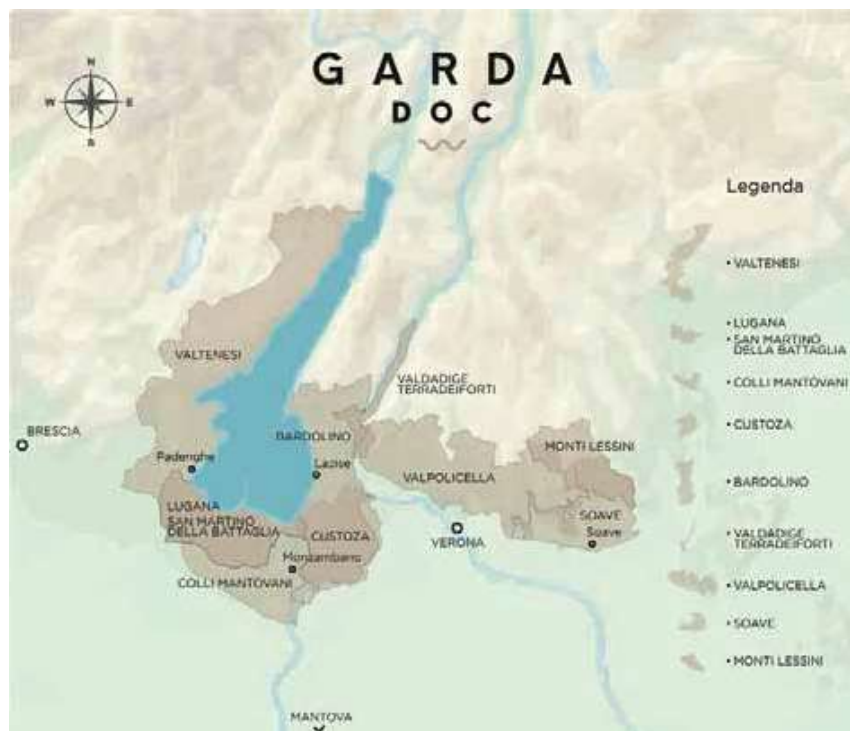 GARDA
DOC
N
W E
S
Legenda
• VALTENESI
• LUGANA
• SAN MARTINO
DELLA BATTAGLIA
• COLLI MANTOVANI
• CUSTOZA
• BARDOLINO
• VALDADIGE
TERRADEIFORTI
• VALPOLICELLA
• SOAVE
• MONTI LESSINI
VALTENESI
VALDADIGE
TERRADEIFORTI
BRESCIA
BARDOLINO
MONTI LESSINI
Padenghe
Lazise
VALPOLICELLA
LUGANA
SAN MARTINO
DELLA BATTAGLIA
CUSTOZA
SOAVE
Soave
VERONA
Monzambano
COLLI MANTOVANI
MANTOVA